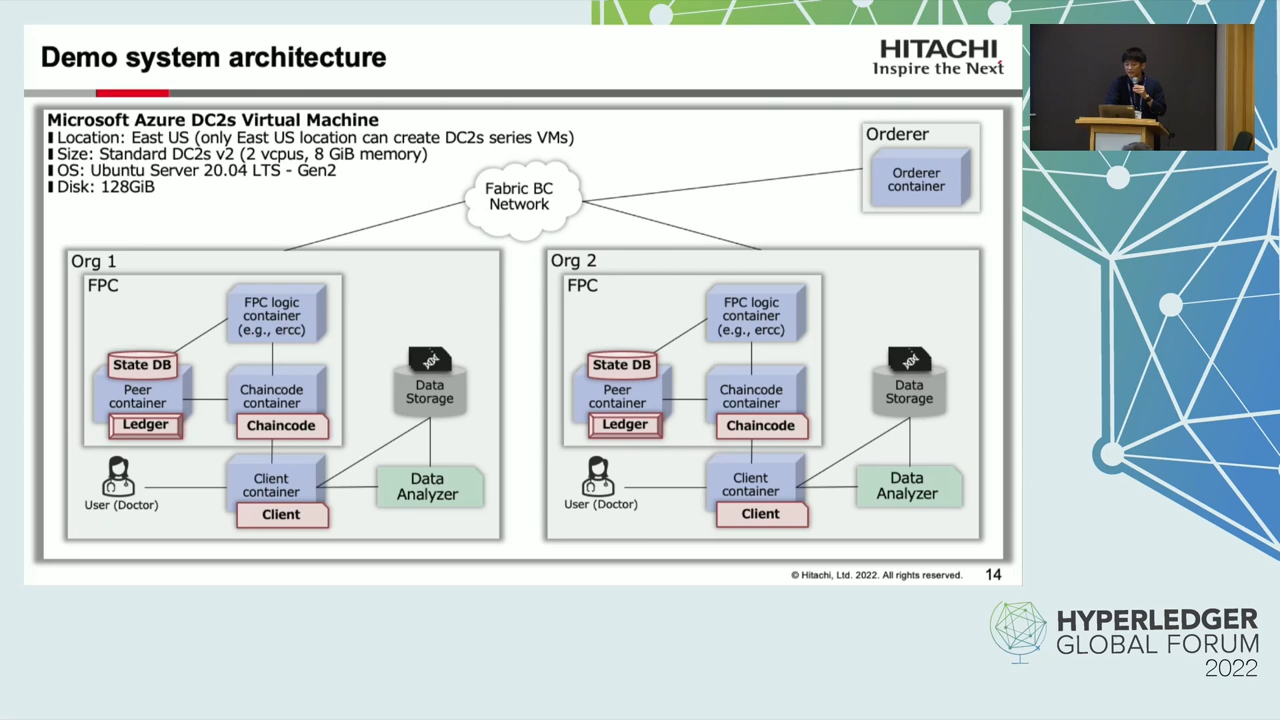 Demo system architecture
HITACHI
Inspire the Next
Microsoft Azure DC2s Virtual Machine
Location: East US (only East US location can create DC2s series VMs)
Size: Standard DC2s v2 (2 vcpus, 8 GiB memory)
OS: Ubuntu Server 20.04 LTS - Gen2
Disk: 128GiB
Fabric BC
Network
Orderer
Orderer
container
Org 1
FPC
FPC logic
container
(e.g., ercc)
State DB
Peer
container
Ledger
Chaincode
container
Chaincode
Data
Storage
User (Doctor)
Client
container
Client
Data
Analyzer
Org 2
FPC
FPC logic
container
(e.g., ercc)
State DB
Peer
container
Ledger
Chaincode
container
Chaincode
Data
Storage
User (Doctor)
Client
container
Client
Data
Analyzer
© Hitachi, Ltd. 2022. All rights reserved.
14
HYPERLEDGER
GLOBAL FORUM
2022